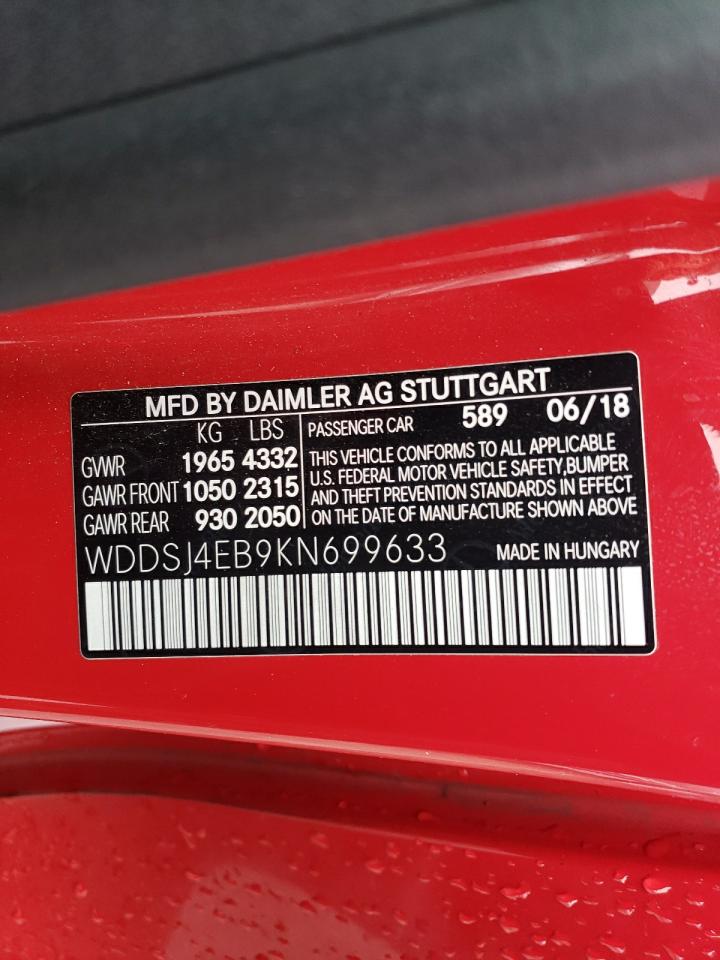 MFD BY DAIMLER AG STUTTGART
KG LBS
GVWR 1965 4332
GAWR FRONT 1050 2315
GAWR REAR 930 2050
PASSENGER CAR 589 06/18
THIS VEHICLE CONFORMS TO ALL APPLICABLE
U.S. FEDERAL MOTOR VEHICLE SAFETY,BUMPER
AND THEFT PREVENTION STANDARDS IN EFFECT
ON THE DATE OF MANUFACTURE SHOWN ABOVE
WDDSJ4EB9KN699633 MADE IN HUNGARY